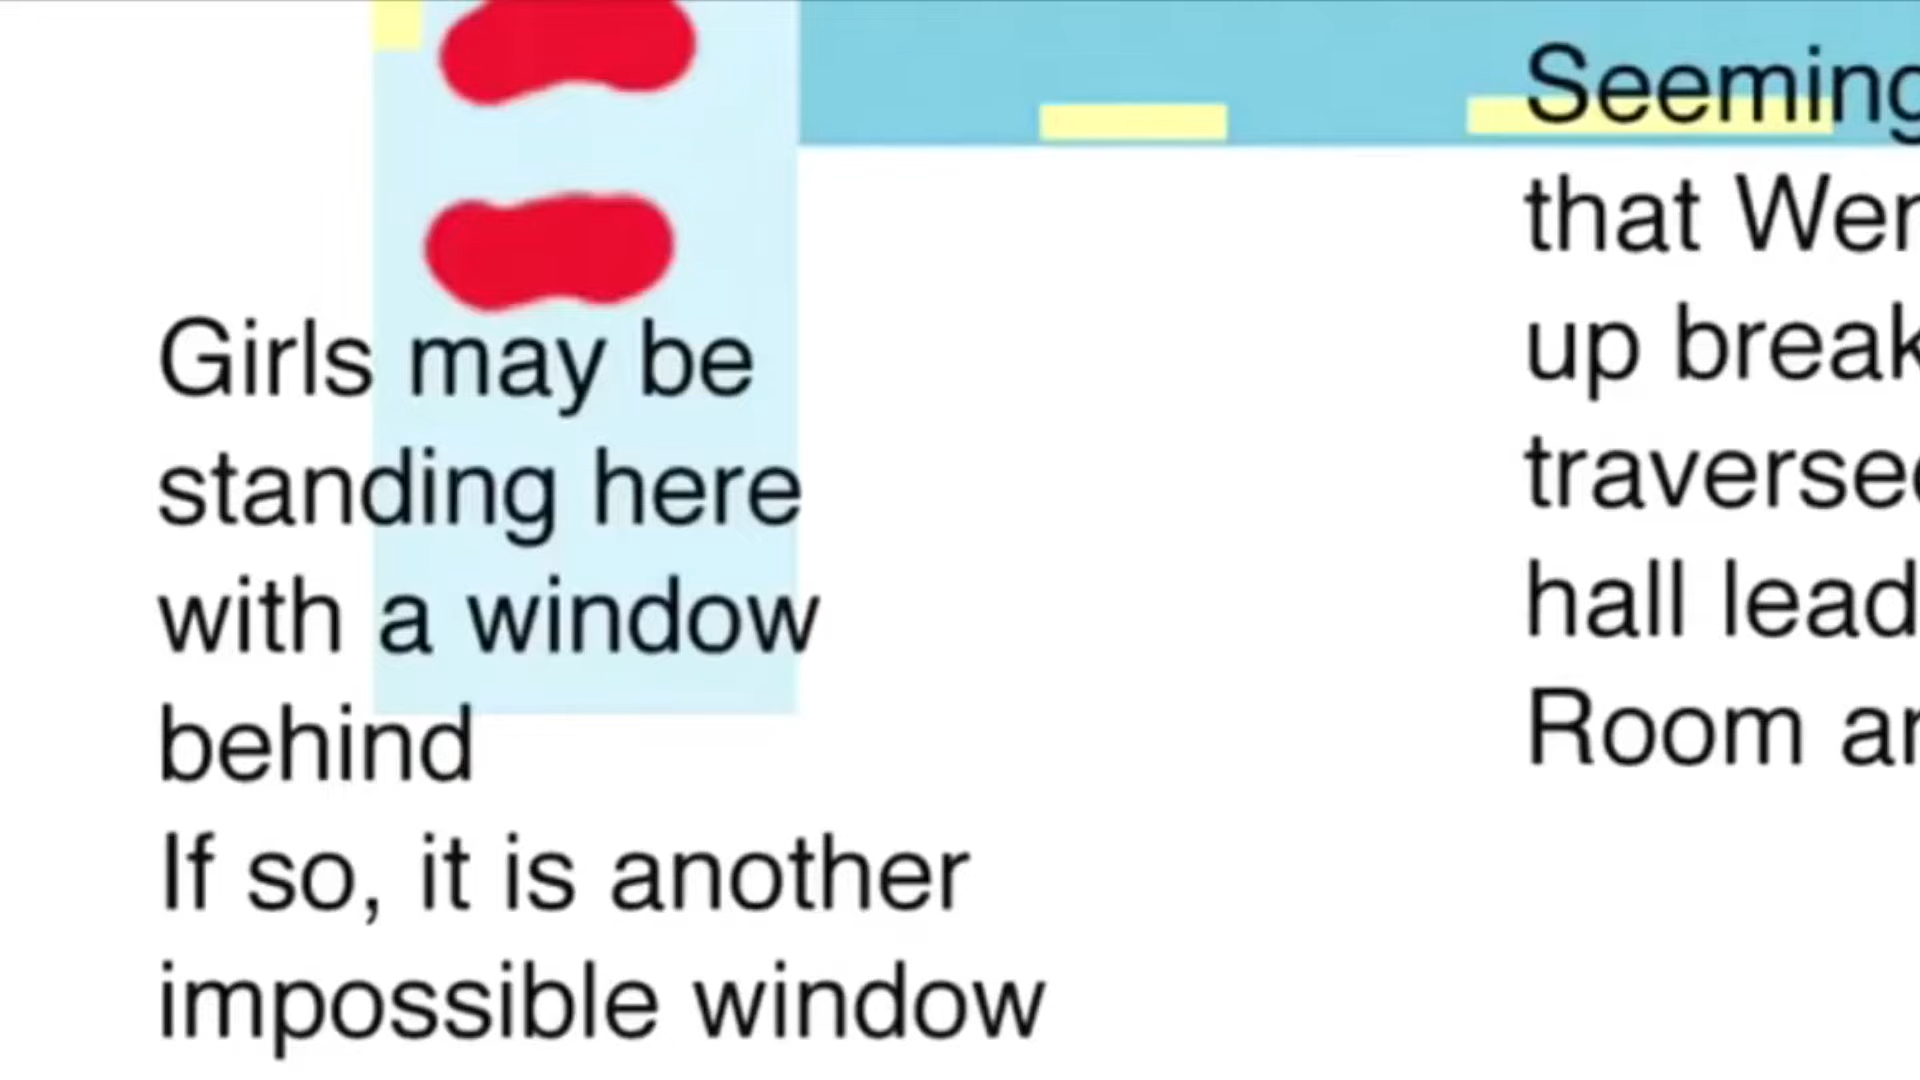 Girls may be
standing here
with a window
behind
If so, it is another
impossible window
Seeming
that
up break
traverse
hall lead
Room